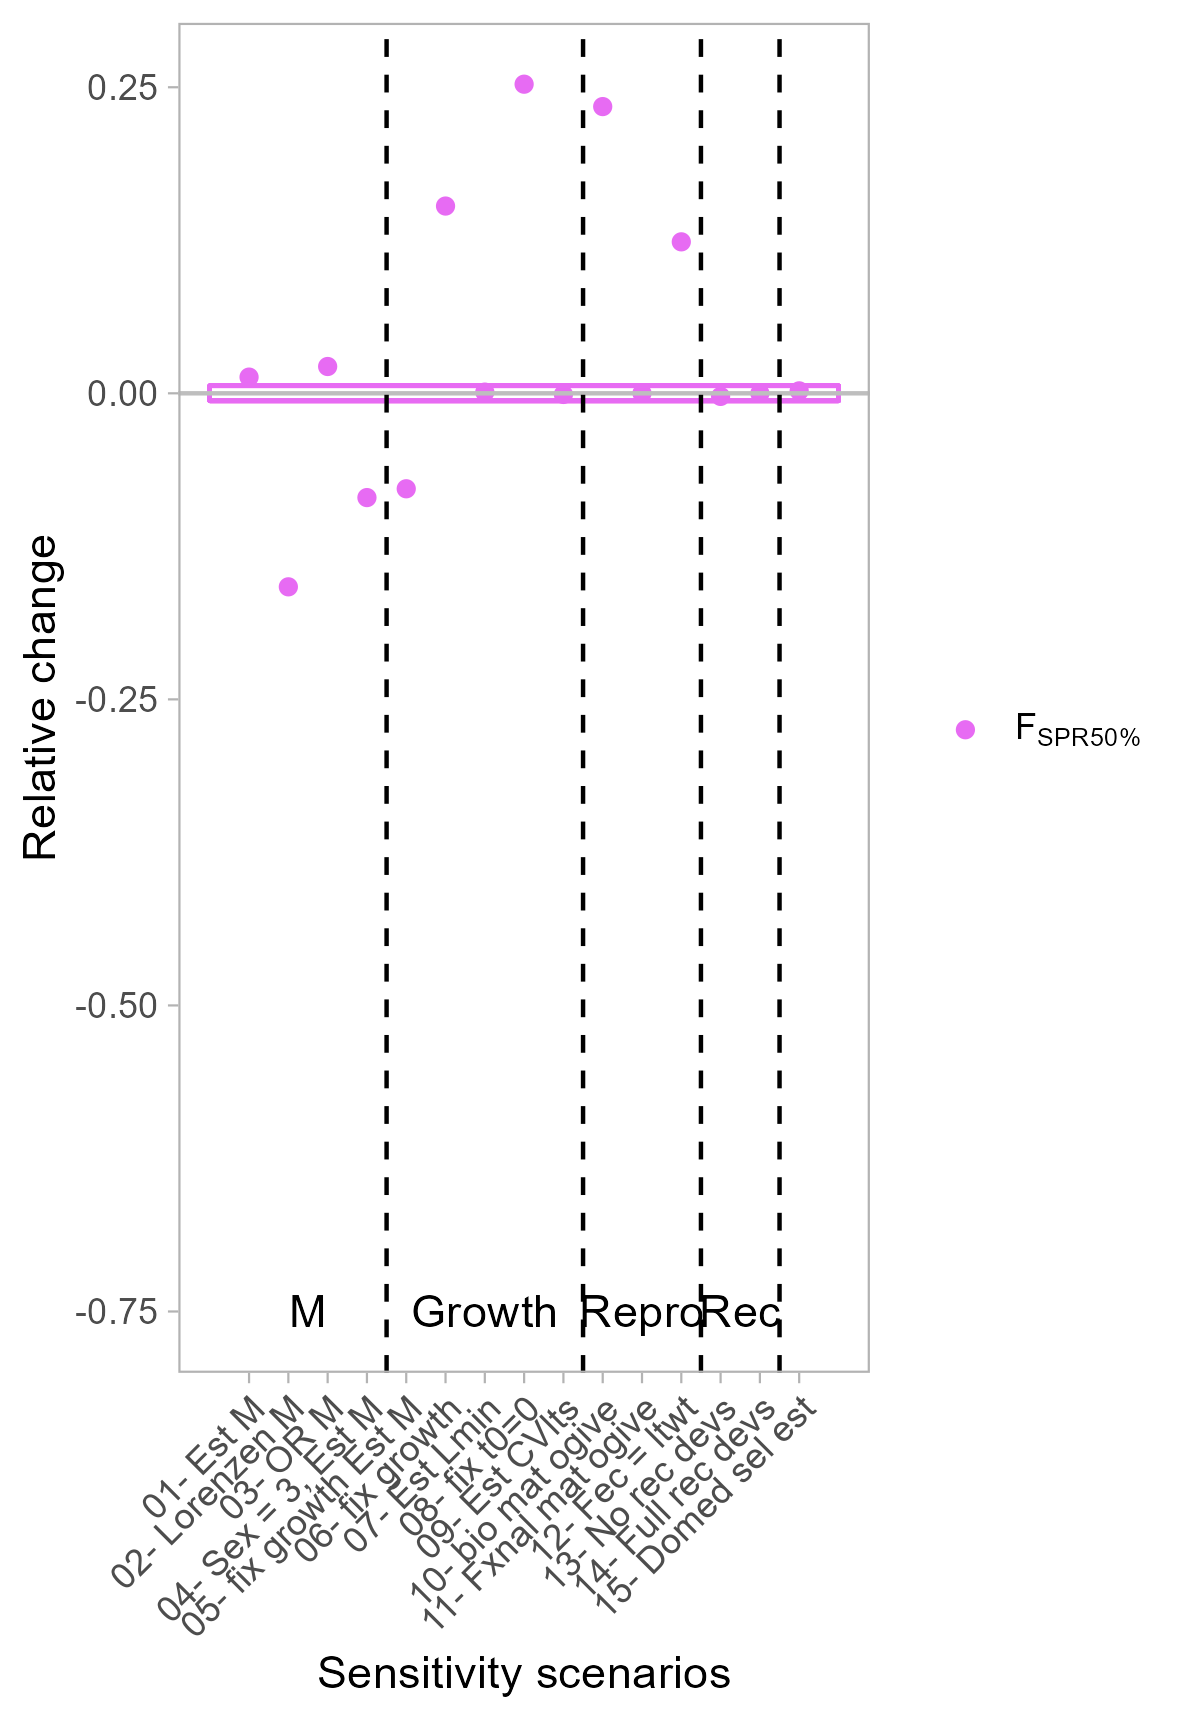 0.25
0.00
-0.25
-0.50
-0.75
Relative change
M
Growth
Repro
Rec
01- Est M
02- Lorenzen M
03- OR M
04- Sex = 3, Est M
05- fix growth Est M
06- fix growth
07- Est Lmin
08- fix t0=0
09- Est CVlts
10- bio mat ogive
11- Fxnal mat ogive
12- Fec = ltwt
13- No rec devs
14- Full rec devs
15- Domed sel est
Sensitivity scenarios
FSPR50%